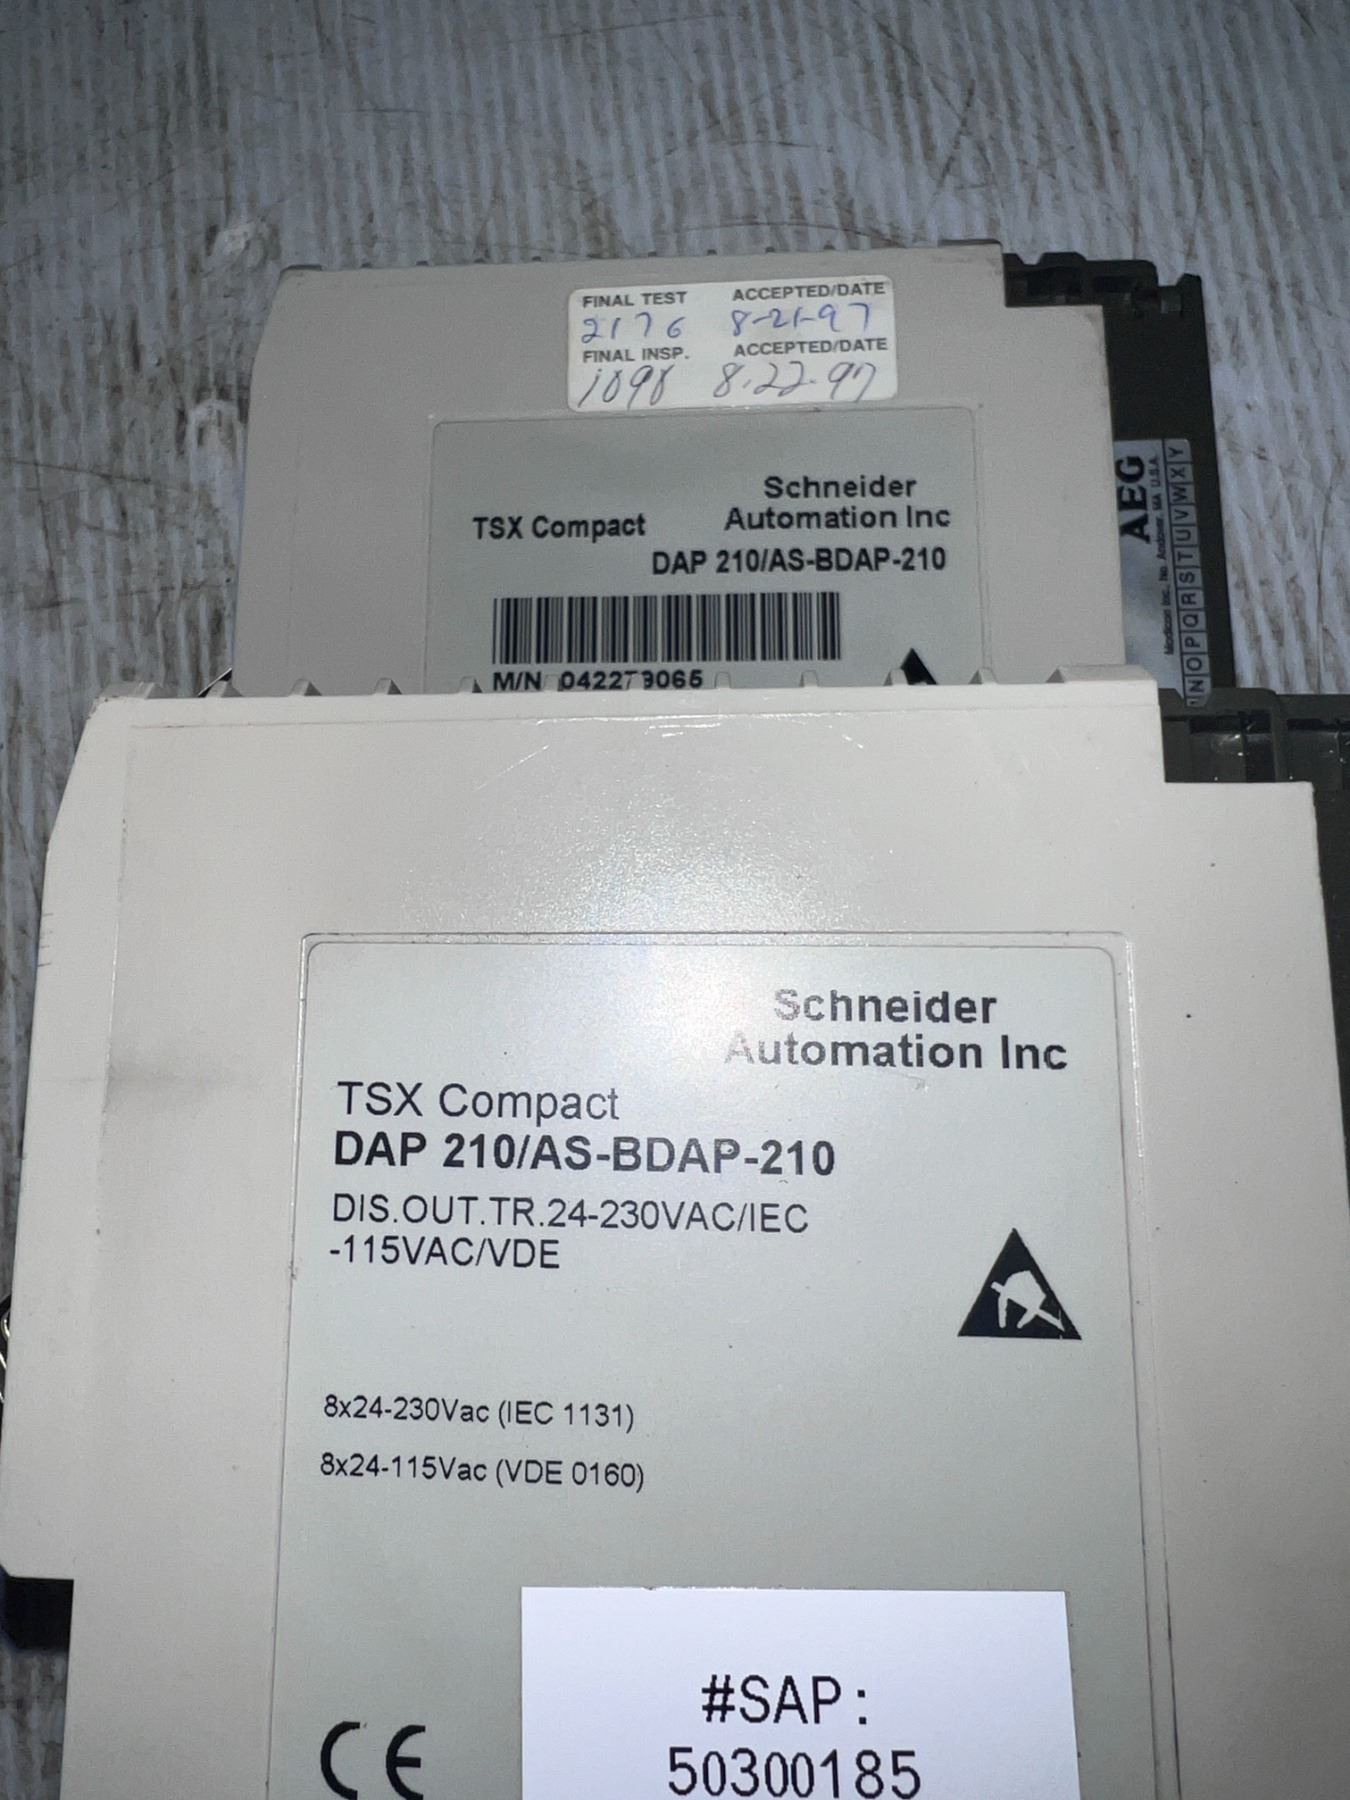 FINAL TEST ACCEPTED/DATE
2176 8-21-97
FINAL INSP. ACCEPTED/DATE
1090 8.22.97
Schneider
TSX Compact Automation Inc
DAP 210/AS-BDAP-210
M/N 042279065
AEG
Modicon Inc., No. Andover, MA U.S.A.
N O P Q R S T U V W X Y
Schneider
Automation Inc
TSX Compact
DAP 210/AS-BDAP-210
DIS.OUT.TR.24-230VAC/IEC
-115VAC/VDE
8x24-230Vac (IEC 1131)
8x24-115Vac (VDE 0160)
CE
#SAP:
50300185